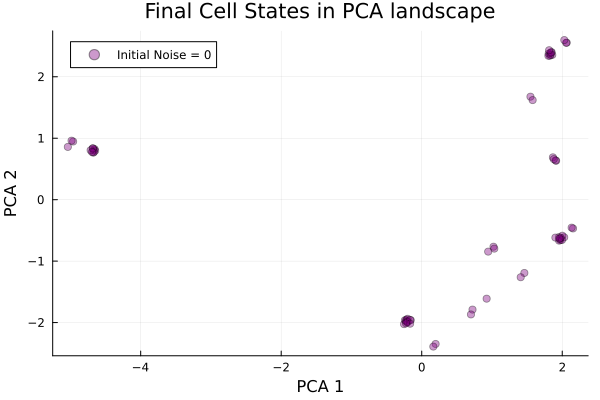 Final Cell States in PCA landscape
Initial Noise = 0
PCA 2
2
1
0
−1
−2
−4
−2
0
2
PCA 1